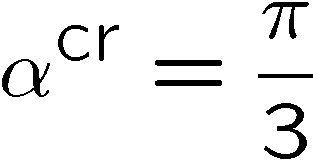 α^cr = π/3